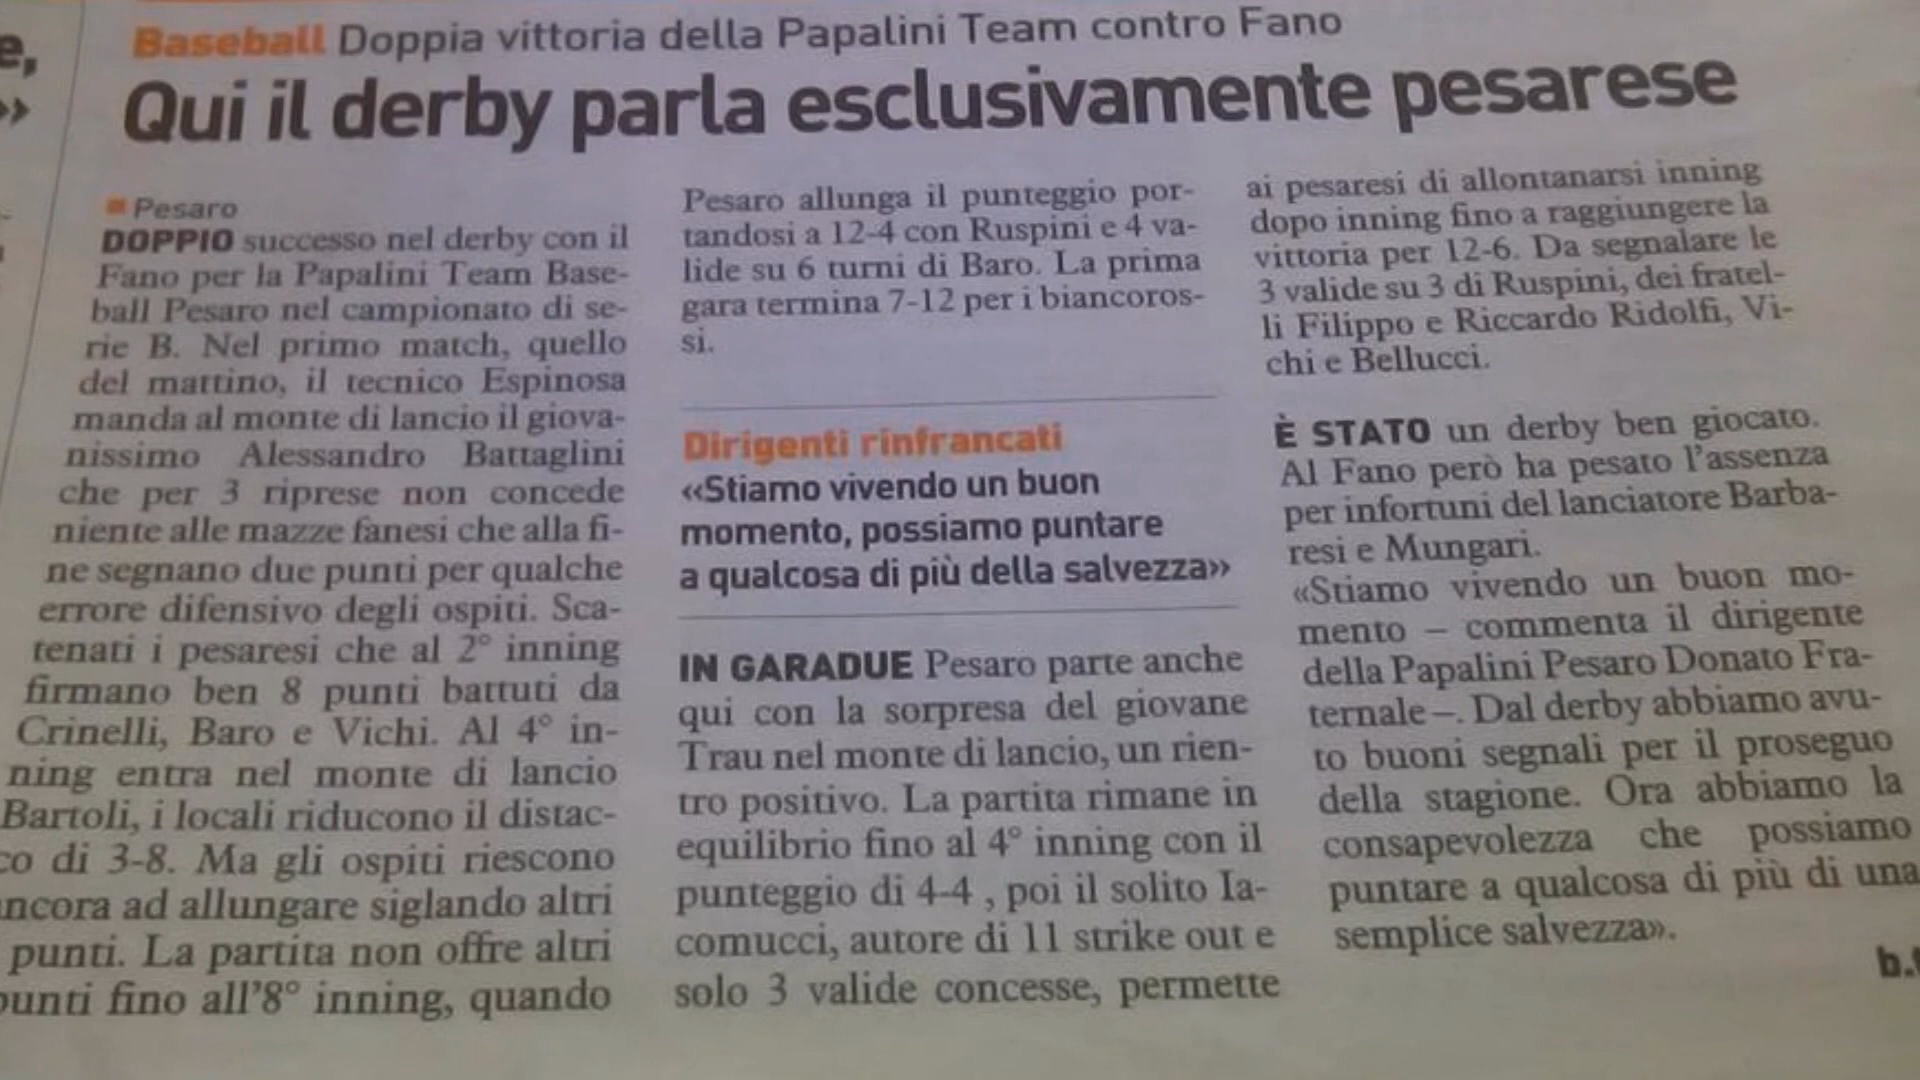 e,
»
Baseball Doppia vittoria della Papalini Team contro Fano
Qui il derby parla esclusivamente pesarese
Pesaro
DOPPIO successo nel derby con il
Fano per la Papalini Team Base-
ball Pesaro nel campionato di se-
rie B. Nel primo match, quello
del mattino, il tecnico Espinosa
manda al monte di lancio il giova-
nissimo Alessandro Battaglini
che per 3 riprese non concede
niente alle mazze fanesi che alla fi-
ne segnano due punti per qualche
errore difensivo degli ospiti. Sca-
tenati i pesaresi che al 2° inning
firmano ben 8 punti battuti da
Crinelli, Baro e Vichi. Al 4° in-
ning entra nel monte di lancio
Bartoli, i locali riducono il distac-
co di 3-8. Ma gli ospiti riescono
ncora ad allungare siglando altri
punti. La partita non offre altri
punti fino all'8° inning, quando
Pesaro allunga il punteggio por-
tandosi a 12-4 con Ruspini e 4 va-
lide su 6 turni di Baro. La prima
gara termina 7-12 per i biancoros-
si.
Dirigenti rinfrancati
«Stiamo vivendo un buon
momento, possiamo puntare
a qualcosa di più della salvezza»
IN GARADUE Pesaro parte anche
qui con la sorpresa del giovane
Trau nel monte di lancio, un rien-
tro positivo. La partita rimane in
equilibrio fino al 4° inning con il
punteggio di 4-4 , poi il solito Ia-
comucci, autore di 11 strike out e
solo 3 valide concesse, permette
ai pesaresi di allontanarsi inning
dopo inning fino a raggiungere la
vittoria per 12-6. Da segnalare le
3 valide su 3 di Ruspini, dei fratel-
li Filippo e Riccardo Ridolfi, Vi-
chi e Bellucci.
È STATO un derby ben giocato.
Al Fano però ha pesato l'assenza
per infortuni del lanciatore Barba-
resi e Mungari.
«Stiamo vivendo un buon mo-
mento – commenta il dirigente
della Papalini Pesaro Donato Fra-
ternale –. Dal derby abbiamo avu-
to buoni segnali per il proseguo
della stagione. Ora abbiamo la
consapevolezza che possiamo
puntare a qualcosa di più di una
semplice salvezza».
b.